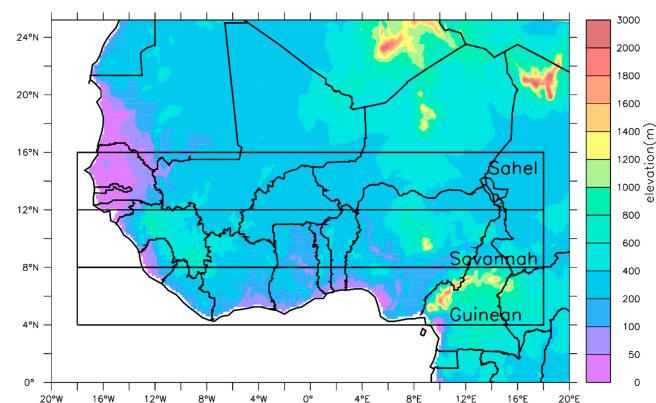 24°N
20°N
16°N
12°N
8°N
4°N
0°
20°W
16°W
12°W
8°W
4°W
0°
4°E
8°E
12°E
16°E
20°E
Sahel
Savannah
Guinean
3000
2000
1800
1600
1400
1200
1000
800
600
400
200
100
50
0
elevation(m)